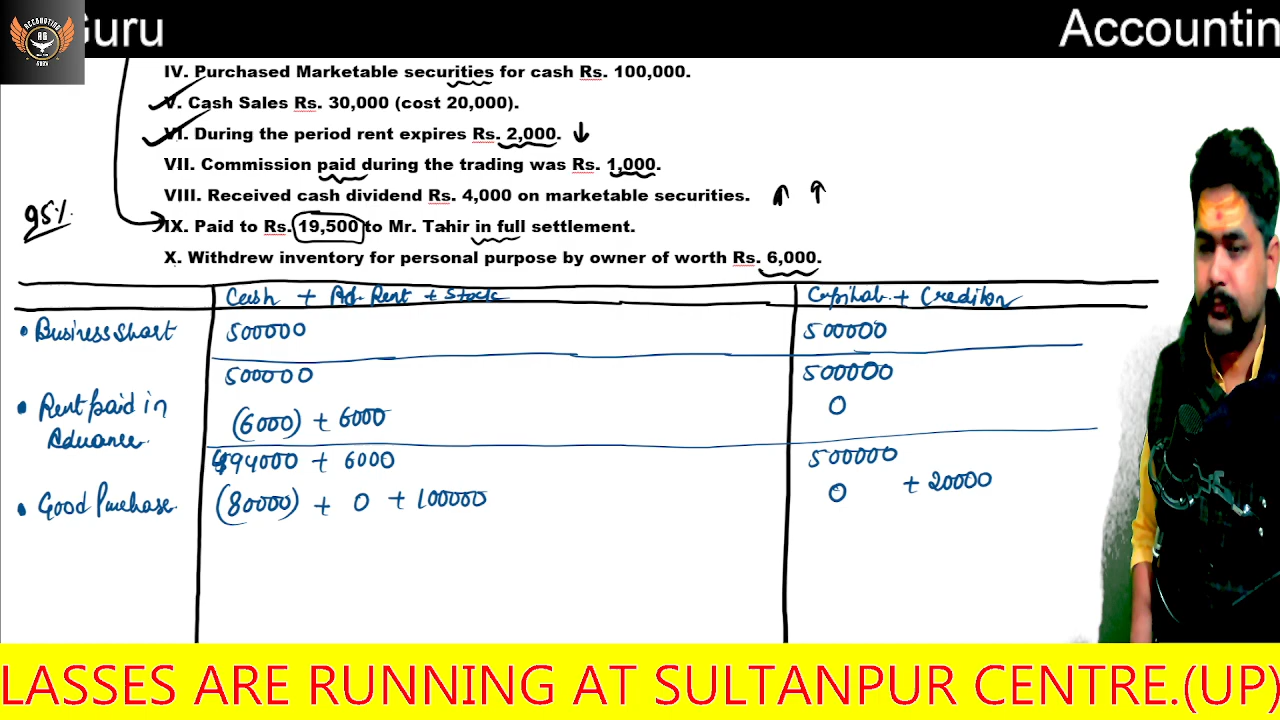 Guru
Accountin
ACCOUNTING
AG
GURU
IV. Purchased Marketable securities for cash Rs. 100,000.
V. Cash Sales Rs. 30,000 (cost 20,000).
VI. During the period rent expires Rs. 2,000. ↓
VII. Commission paid during the trading was Rs. 1,000.
VIII. Received cash dividend Rs. 4,000 on marketable securities. ↑ ↑
95%
IX. Paid to Rs. 19,500 to Mr. Tahir in full settlement.
X. Withdrew inventory for personal purpose by owner of worth Rs. 6,000.
Cash + Ad. Rent + Stock
Capital + Creditor
• Business Start 500000 500000
500000 500000
• Rent paid in Advance (6000) + 6000 0
494000 + 6000 500000
• Good Purchase (80000) + 0 + 100000 0 + 20000
LASSES ARE RUNNING AT SULTANPUR CENTRE.(UP)